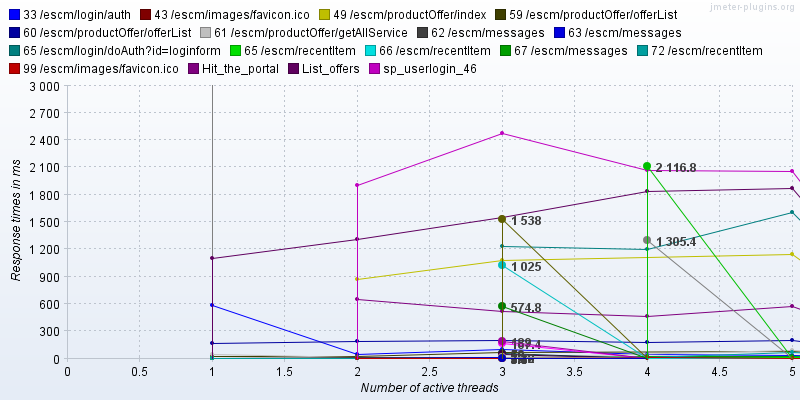 jmeter-plugins.org
33 /escm/login/auth 43 /escm/images/favicon.ico 49 /escm/productOffer/index 59 /escm/productOffer/offerList
60 /escm/productOffer/offerList 61 /escm/productOffer/getAllService 62 /escm/messages 63 /escm/messages
65 /escm/login/doAuth?id=loginform 65 /escm/recentItem 66 /escm/recentItem 67 /escm/messages 72 /escm/recentItem
99 /escm/images/favicon.ico Hit_the_portal List_offers sp_userlogin_46
3 000
2 700
2 400
2 100
1 800
1 500
1 200
900
600
300
0
Response times in ms
2 116.8
1 538
1 305.4
1 025
574.8
189
167.4
0 0.5 1 1.5 2 2.5 3 3.5 4 4.5 5
Number of active threads